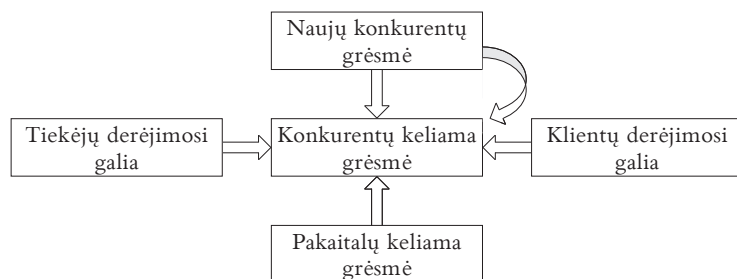 Naujų konkurentų
grėsmė
Tiekėjų derėjimosi
galia
Konkurentų keliama
grėsmė
Klientų derėjimosi
galia
Pakaitalų keliama
grėsmė